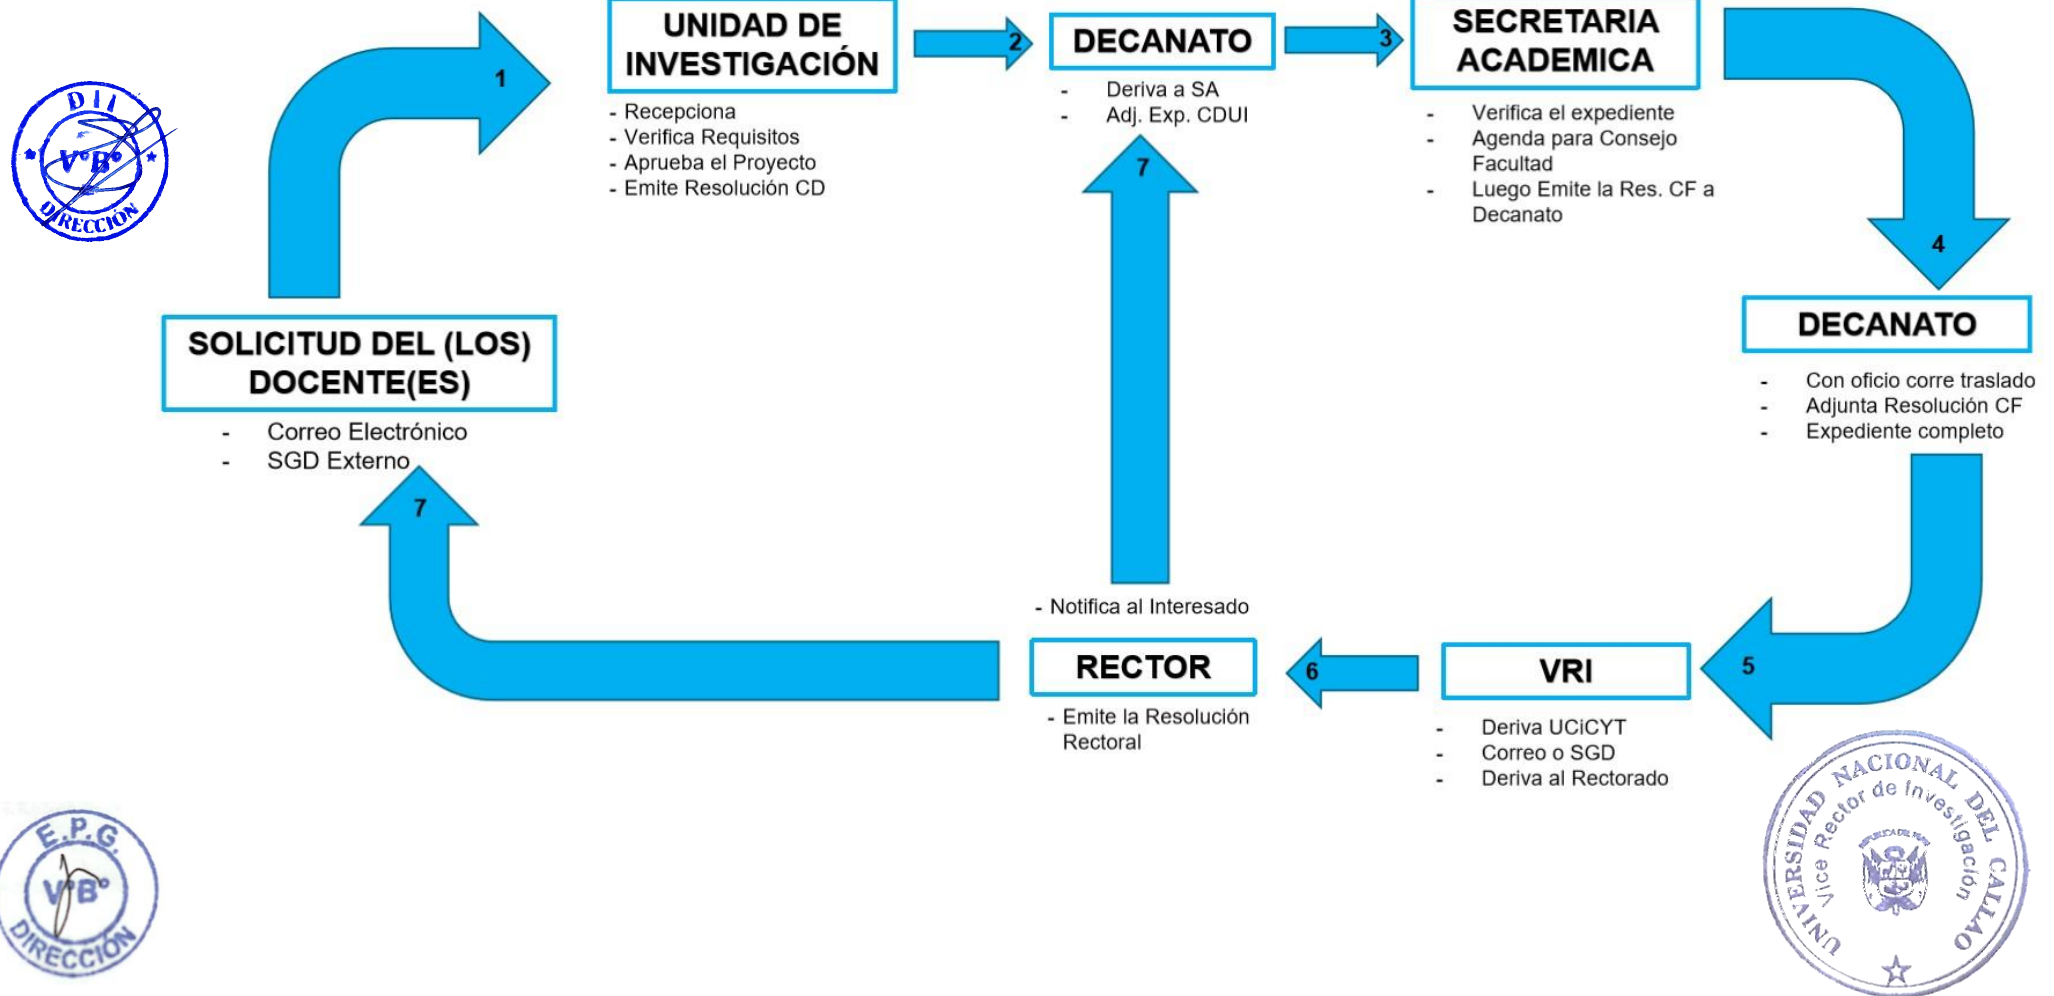 1
UNIDAD DE
INVESTIGACIÓN
- Recepciona
- Verifica Requisitos
- Aprueba el Proyecto
- Emite Resolución CD
2
DECANATO
- Deriva a SA
- Adj. Exp. CDUI
3
SECRETARIA
ACADEMICA
- Verifica el expediente
- Agenda para Consejo
Facultad
- Luego Emite la Res. CF a
Decanato
4
DECANATO
- Con oficio corre traslado
- Adjunta Resolución CF
- Expediente completo
5
VRI
- Deriva UCiCYT
- Correo o SGD
- Deriva al Rectorado
6
- Notifica al Interesado
RECTOR
- Emite la Resolución
Rectoral
7
7
SOLICITUD DEL (LOS)
DOCENTE(ES)
- Correo Electrónico
- SGD Externo
DII
V°B°
DIRECCIÓN
E.P.G.
V°B°
DIRECCIÓN
UNIVERSIDAD NACIONAL DEL CALLAO
Vice Rector de Investigación